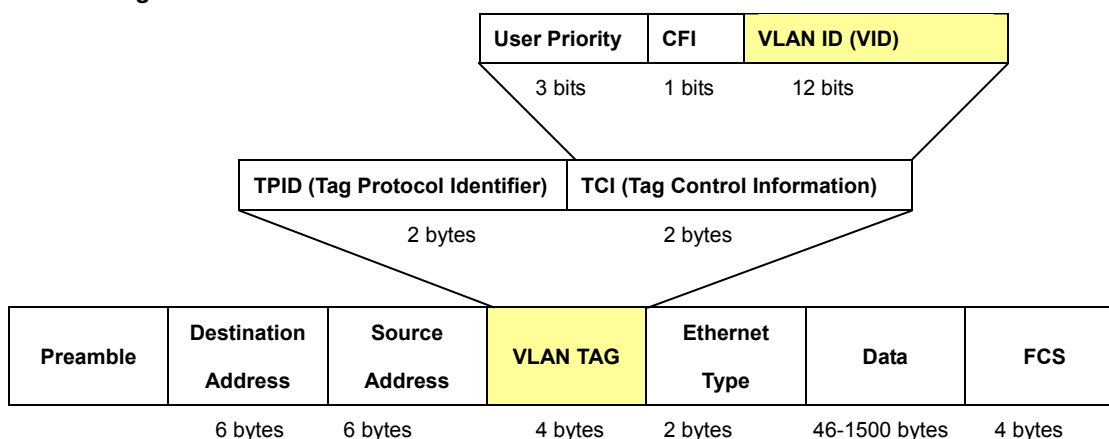 User Priority CFI VLAN ID (VID)
3 bits 1 bits 12 bits
TPID (Tag Protocol Identifier) TCI (Tag Control Information)
2 bytes 2 bytes
Preamble Destination Address Source Address VLAN TAG Ethernet Type Data FCS
6 bytes 6 bytes 4 bytes 2 bytes 46-1500 bytes 4 bytes